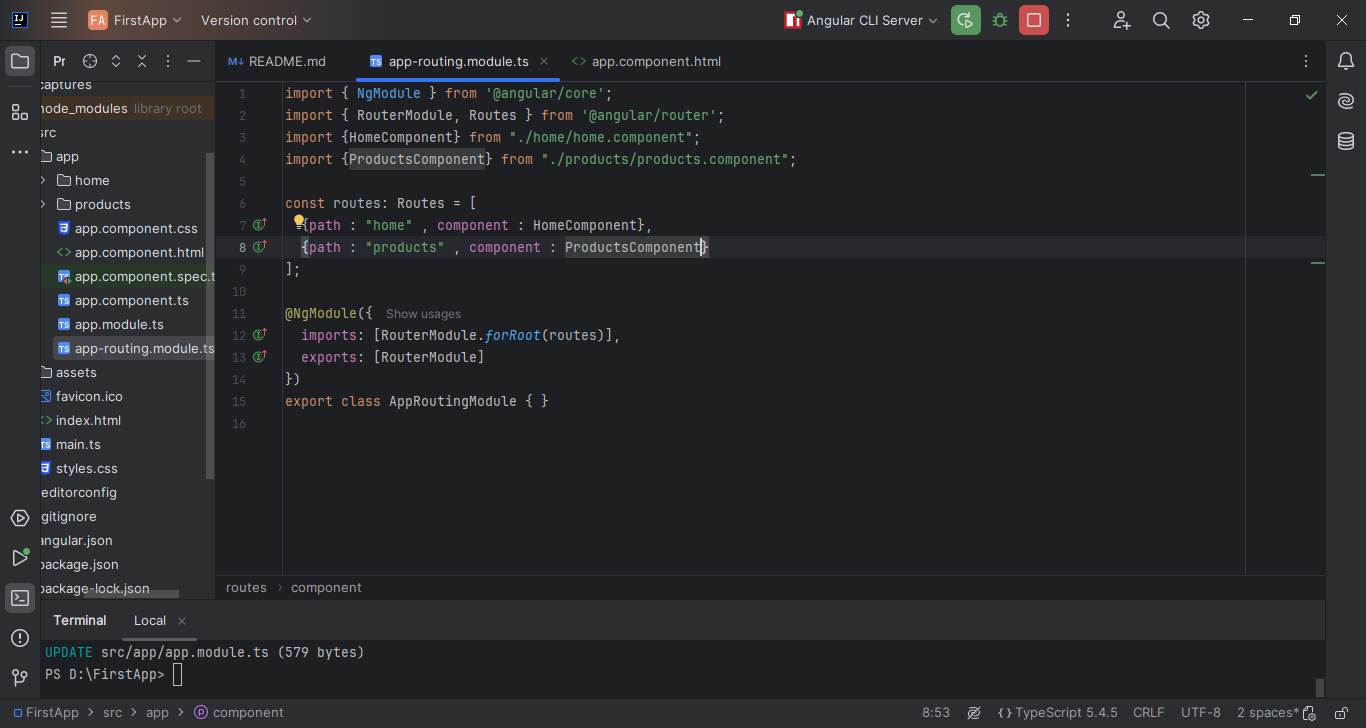 FA FirstApp Version control Angular CLI Server
Pr
README.md app-routing.module.ts app.component.html
captures
node_modules library root
src
app
home
products
app.component.css
app.component.html
app.component.spec.t
app.component.ts
app.module.ts
app-routing.module.ts
assets
favicon.ico
index.html
main.ts
styles.css
editorconfig
gitignore
angular.json
package.json
package-lock.json
1 import { NgModule } from '@angular/core';
2 import { RouterModule, Routes } from '@angular/router';
3 import {HomeComponent} from "./home/home.component";
4 import {ProductsComponent} from "./products/products.component";
5
6 const routes: Routes = [
7 {path : "home" , component : HomeComponent},
8 {path : "products" , component : ProductsComponent}
9 ];
10
11 @NgModule({ Show usages
12 imports: [RouterModule.forRoot(routes)],
13 exports: [RouterModule]
14 })
15 export class AppRoutingModule { }
16
routes › component
Terminal Local
UPDATE src/app/app.module.ts (579 bytes)
PS D:\FirstApp>
FirstApp > src > app > component 8:53 TypeScript 5.4.5 CRLF UTF-8 2 spaces*